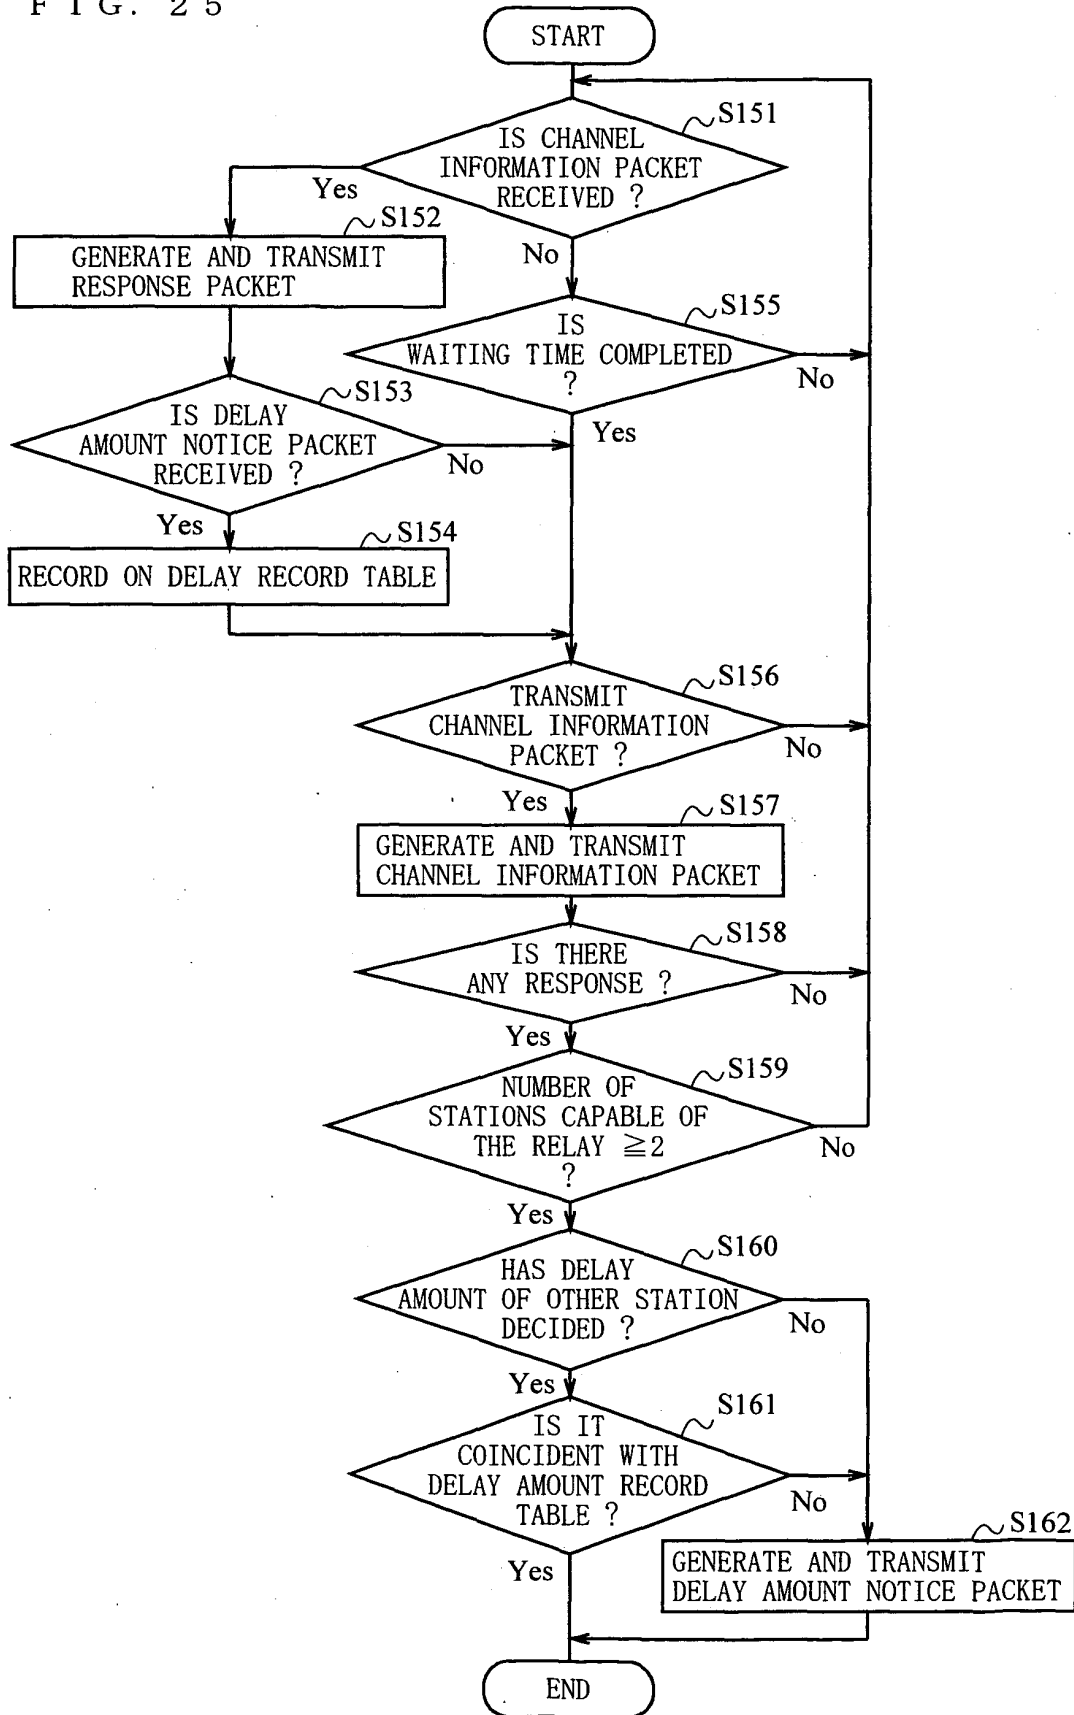 FIG. 25
START
S151
IS CHANNEL
INFORMATION PACKET
RECEIVED ?
Yes
No
S152
GENERATE AND TRANSMIT
RESPONSE PACKET
S155
IS
WAITING TIME COMPLETED
?
No
Yes
S153
IS DELAY
AMOUNT NOTICE PACKET
RECEIVED ?
No
Yes
S154
RECORD ON DELAY RECORD TABLE
S156
TRANSMIT
CHANNEL INFORMATION
PACKET ?
No
Yes
S157
GENERATE AND TRANSMIT
CHANNEL INFORMATION PACKET
S158
IS THERE
ANY RESPONSE ?
No
Yes
S159
NUMBER OF
STATIONS CAPABLE OF
THE RELAY ≧2
?
No
Yes
S160
HAS DELAY
AMOUNT OF OTHER STATION
DECIDED ?
No
Yes
S161
IS IT
COINCIDENT WITH
DELAY AMOUNT RECORD
TABLE ?
No
Yes
S162
GENERATE AND TRANSMIT
DELAY AMOUNT NOTICE PACKET
END